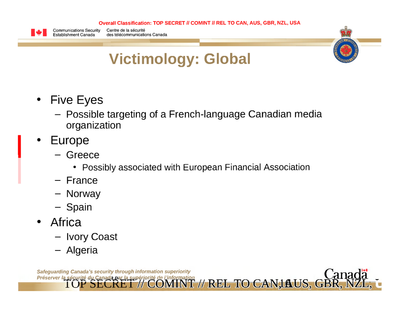 Overall Classification: TOP SECRET // COMINT // REL TO CAN, AUS, GBR, NZL, USA
Communications Security Establishment Canada
Centre de la sécurité des télécommunications Canada
Victimology: Global
• Five Eyes
– Possible targeting of a French-language Canadian media
organization
• Europe
– Greece
• Possibly associated with European Financial Association
– France
– Norway
– Spain
• Africa
– Ivory Coast
– Algeria
Safeguarding Canada's security through information superiority
Préserver la sécurité du Canada par la supériorité de l'information
Canada
TOP SECRET // COMINT // REL TO CAN, AUS, GBR, NZL,